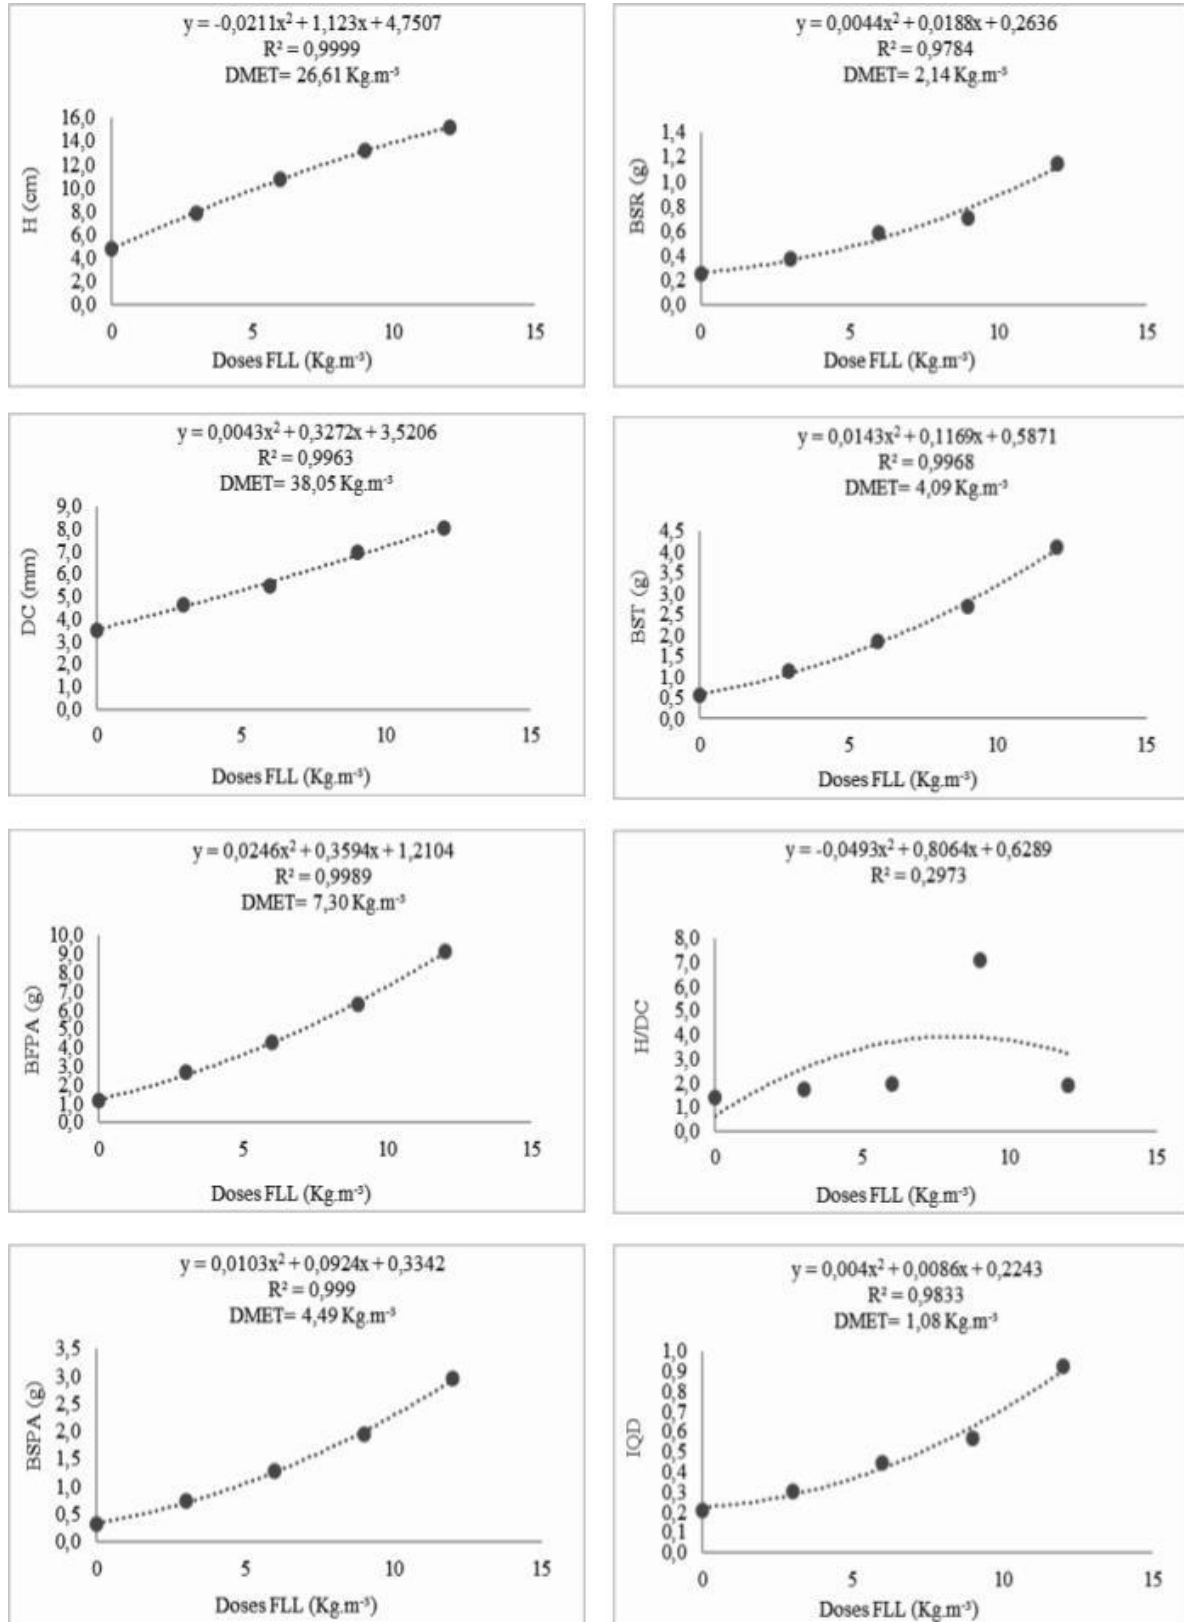 y = -0,0211x² + 1,123x + 4,7507
R² = 0,9999
DMET= 26,61 Kg.m⁻³
H (cm)
16,0
14,0
12,0
10,0
8,0
6,0
4,0
2,0
0,0
0 5 10 15
Doses FLL (Kg.m⁻³)
y = 0,0044x² + 0,0188x + 0,2636
R² = 0,9784
DMET= 2,14 Kg.m⁻³
BSR (g)
1,4
1,2
1,0
0,8
0,6
0,4
0,2
0,0
0 5 10 15
Dose FLL (Kg.m⁻³)
y = 0,0043x² + 0,3272x + 3,5206
R² = 0,9963
DMET= 38,05 Kg.m⁻³
DC (mm)
9,0
8,0
7,0
6,0
5,0
4,0
3,0
2,0
1,0
0,0
0 5 10 15
Doses FLL (Kg.m⁻³)
y = 0,0143x² + 0,1169x + 0,5871
R² = 0,9968
DMET= 4,09 Kg.m⁻³
BST (g)
4,5
4,0
3,5
3,0
2,5
2,0
1,5
1,0
0,5
0,0
0 5 10 15
Doses FLL (Kg.m⁻³)
y = 0,0246x² + 0,3594x + 1,2104
R² = 0,9989
DMET= 7,30 Kg.m⁻³
BFPA (g)
10,0
9,0
8,0
7,0
6,0
5,0
4,0
3,0
2,0
1,0
0,0
0 5 10 15
Doses FLL (Kg.m⁻³)
y = -0,0493x² + 0,8064x + 0,6289
R² = 0,2973
H/DC
8,0
7,0
6,0
5,0
4,0
3,0
2,0
1,0
0,0
0 5 10 15
Doses FLL (Kg.m⁻³)
y = 0,0103x² + 0,0924x + 0,3342
R² = 0,999
DMET= 4,49 Kg.m⁻³
BSPA (g)
3,5
3,0
2,5
2,0
1,5
1,0
0,5
0,0
0 5 10 15
Doses FLL (Kg.m⁻³)
y = 0,004x² + 0,0086x + 0,2243
R² = 0,9833
DMET= 1,08 Kg.m⁻³
IQD
1,0
0,9
0,8
0,7
0,6
0,5
0,4
0,3
0,2
0,1
0,0
0 5 10 15
Doses FLL (Kg.m⁻³)